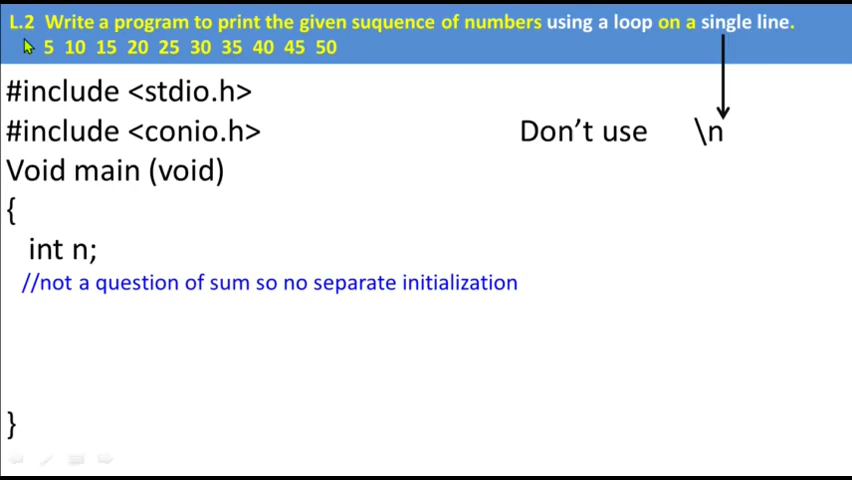 L.2 Write a program to print the given suquence of numbers using a loop on a single line.
5 10 15 20 25 30 35 40 45 50
#include <stdio.h>
#include <conio.h>
Don't use \n
Void main (void)
{
int n;
//not a question of sum so no separate initialization
}